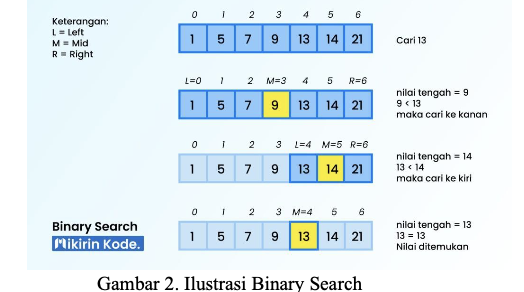 Keterangan:
L = Left
M = Mid
R = Right
0 1 2 3 4 5 6
1 5 7 9 13 14 21
Cari 13
L=0 1 2 M=3 4 5 R=6
1 5 7 9 13 14 21
nilai tengah = 9
9 < 13
maka cari ke kanan
0 1 2 3 L=4 M=5 R=6
1 5 7 9 13 14 21
nilai tengah = 14
13 < 14
maka cari ke kiri
0 1 2 3 M=4 5 6
1 5 7 9 13 14 21
nilai tengah = 13
13 = 13
Nilai ditemukan
Binary Search
Mikirin Kode.
Gambar 2. Ilustrasi Binary Search